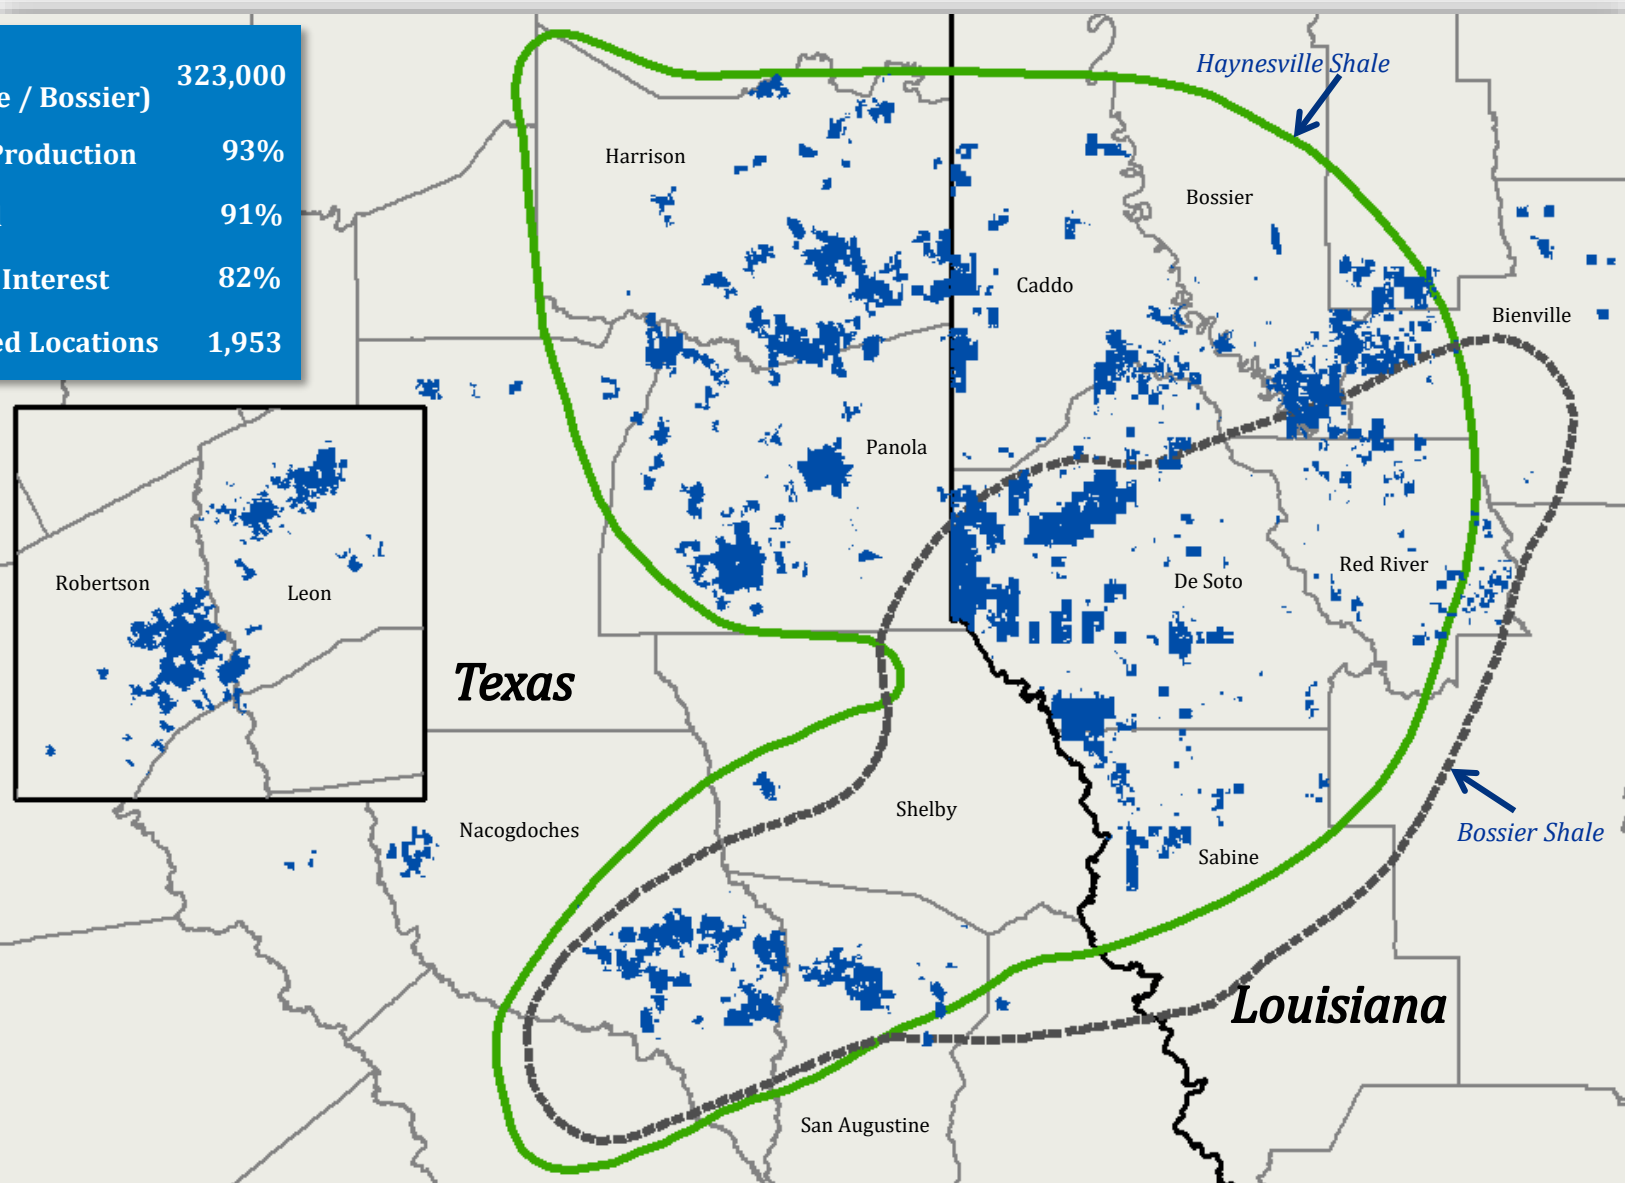 323,000
/ Bossier)
Production
93%
91%
Interest
82%
Locations
1,953
Haynesville Shale
Harrison
Bossier
Caddo
Bienville
Panola
De Soto
Red River
Robertson
Leon
Texas
Shelby
Nacogdoches
Bossier Shale
Sabine
Louisiana
San Augustine